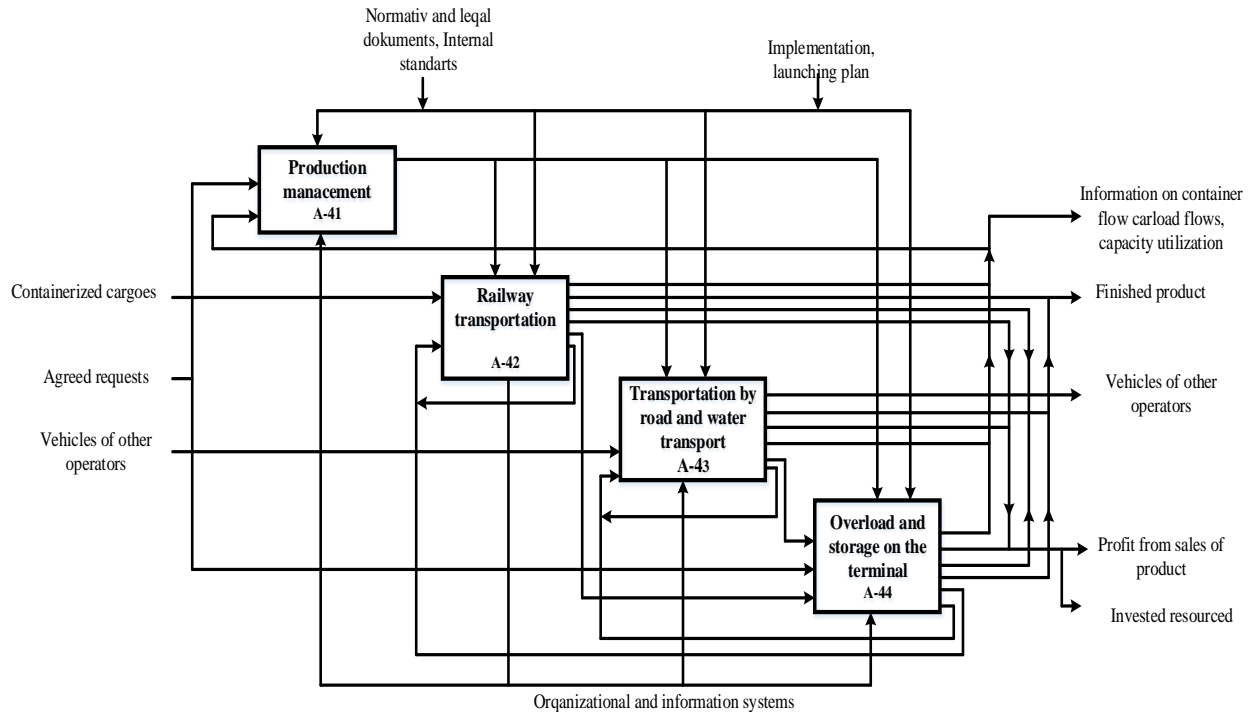 Normativ and leqal
dokuments, Internal
standarts
Implementation,
launching plan
Production
manacement
A-41
Information on container
flow carload flows,
capacity utilization
Containerized cargoes
Railway
transportation
A-42
Finished product
Agreed requests
Transportation by
road and water
transport
A-43
Vehicles of other
operators
Vehicles of other
operators
Overload and
storage on the
terminal
A-44
Profit from sales of
product
Invested resourced
Orqanizational and information systems